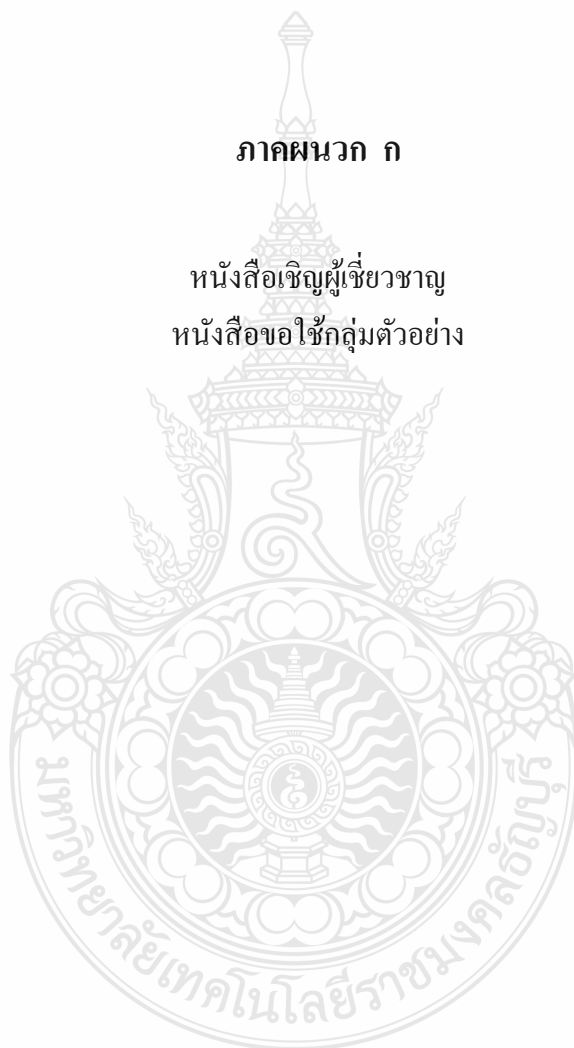 ภาคผนวก ก
หนังสือเชิญผู้เชี่ยวชาญ
หนังสือขอใช้กลุ่มตัวอย่าง
มหาวิทยาลัยเทคโนโลยีราชมงคลธัญบุรี